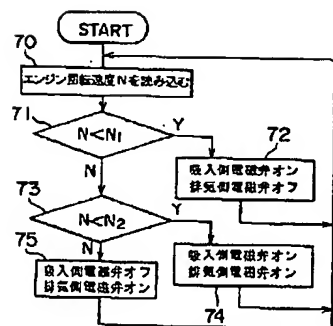 START
70
エンジン回転速度Nを読み込む
71
N<N₁
Y
72
吸入側電磁弁オン
排気側電磁弁オフ
N
73
N<N₂
Y
N
75
吸入側電磁弁オフ
排気側電磁弁オン
吸入側電磁弁オン
排気側電磁弁オン
74